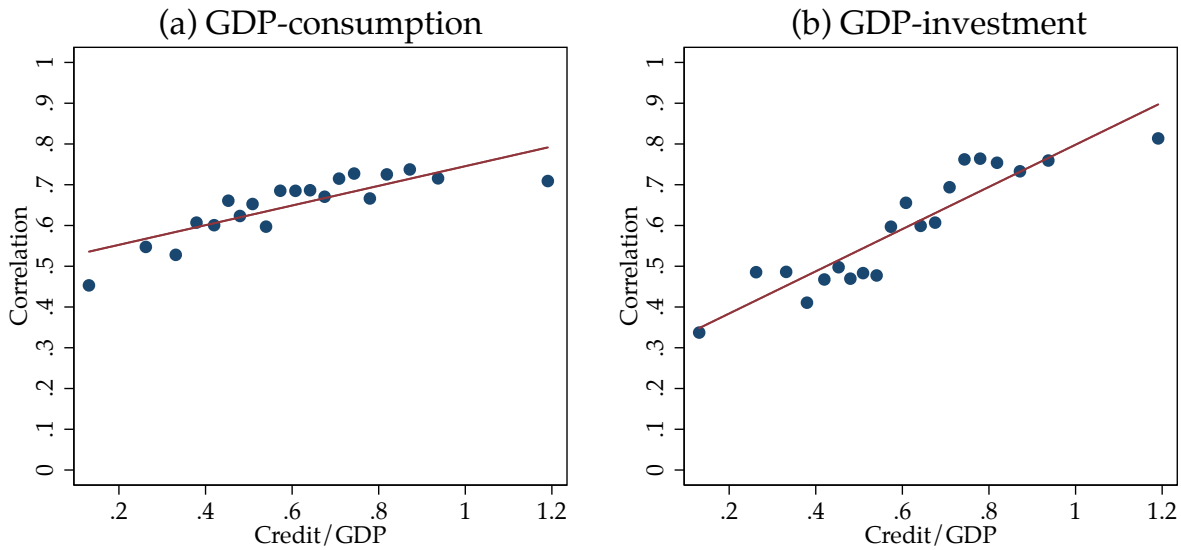 (a) GDP-consumption
Correlation
1
.9
.8
.7
.6
.5
.4
.3
.2
.1
0
.2 .4 .6 .8 1 1.2
Credit/GDP
(b) GDP-investment
Correlation
1
.9
.8
.7
.6
.5
.4
.3
.2
.1
0
.2 .4 .6 .8 1 1.2
Credit/GDP